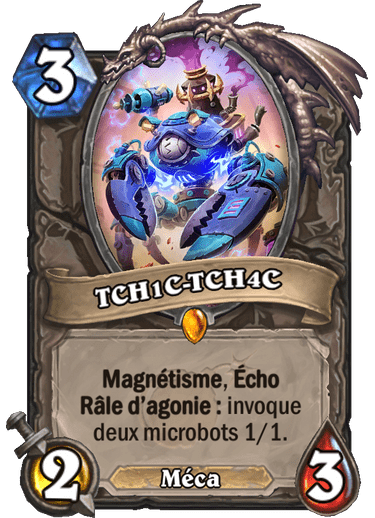 3
TCH1C-TCH4C
Magnétisme, Écho
Râle d'agonie : invoque
deux microbots 1/1.
2
Méca
3